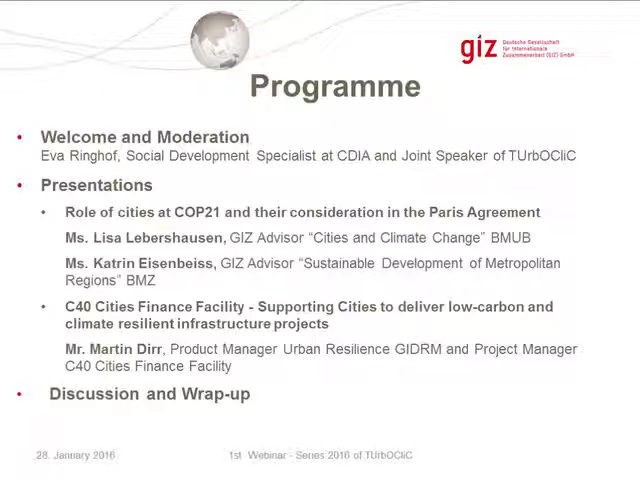 giz
Deutsche Gesellschaft
für Internationale
Zusammenarbeit (GIZ) GmbH
Programme
• Welcome and Moderation
Eva Ringhof, Social Development Specialist at CDIA and Joint Speaker of TUrbOCliC
• Presentations
• Role of cities at COP21 and their consideration in the Paris Agreement
Ms. Lisa Lebershausen, GIZ Advisor “Cities and Climate Change” BMUB
Ms. Katrin Eisenbeiss, GIZ Advisor “Sustainable Development of Metropolitan
Regions” BMZ
• C40 Cities Finance Facility - Supporting Cities to deliver low-carbon and
climate resilient infrastructure projects
Mr. Martin Dirr, Product Manager Urban Resilience GIDRM and Project Manager
C40 Cities Finance Facility
• Discussion and Wrap-up
28. January 2016
1st Webinar - Series 2016 of TUrbOCliC